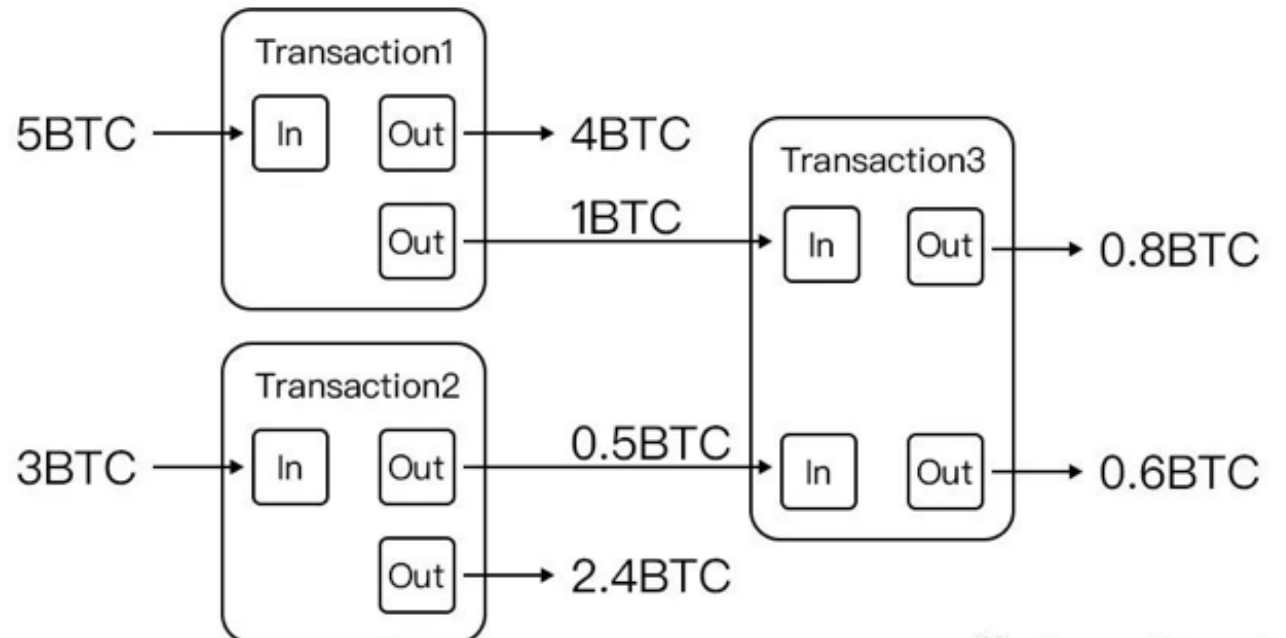 Transaction1
5BTC
In
Out
4BTC
Out
1BTC
Transaction3
In
Out
0.8BTC
Transaction2
3BTC
In
Out
0.5BTC
In
Out
0.6BTC
Out
2.4BTC